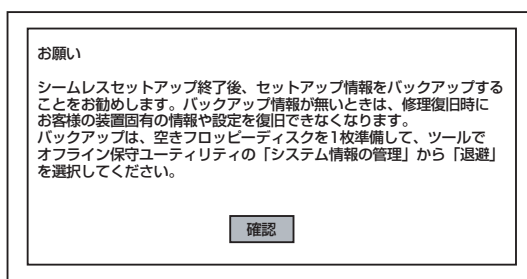 お願い
シームレスセットアップ終了後、セットアップ情報をバックアップする
ことをお勧めします。バックアップ情報が無いときは、修理復旧時に
お客様の装置固有の情報や設定を復旧できなくなります。
バックアップは、空きフロッピーディスクを1枚準備して、ツールで
オフライン保守ユーティリティの「システム情報の管理」から「退避」
を選択してください。
確認